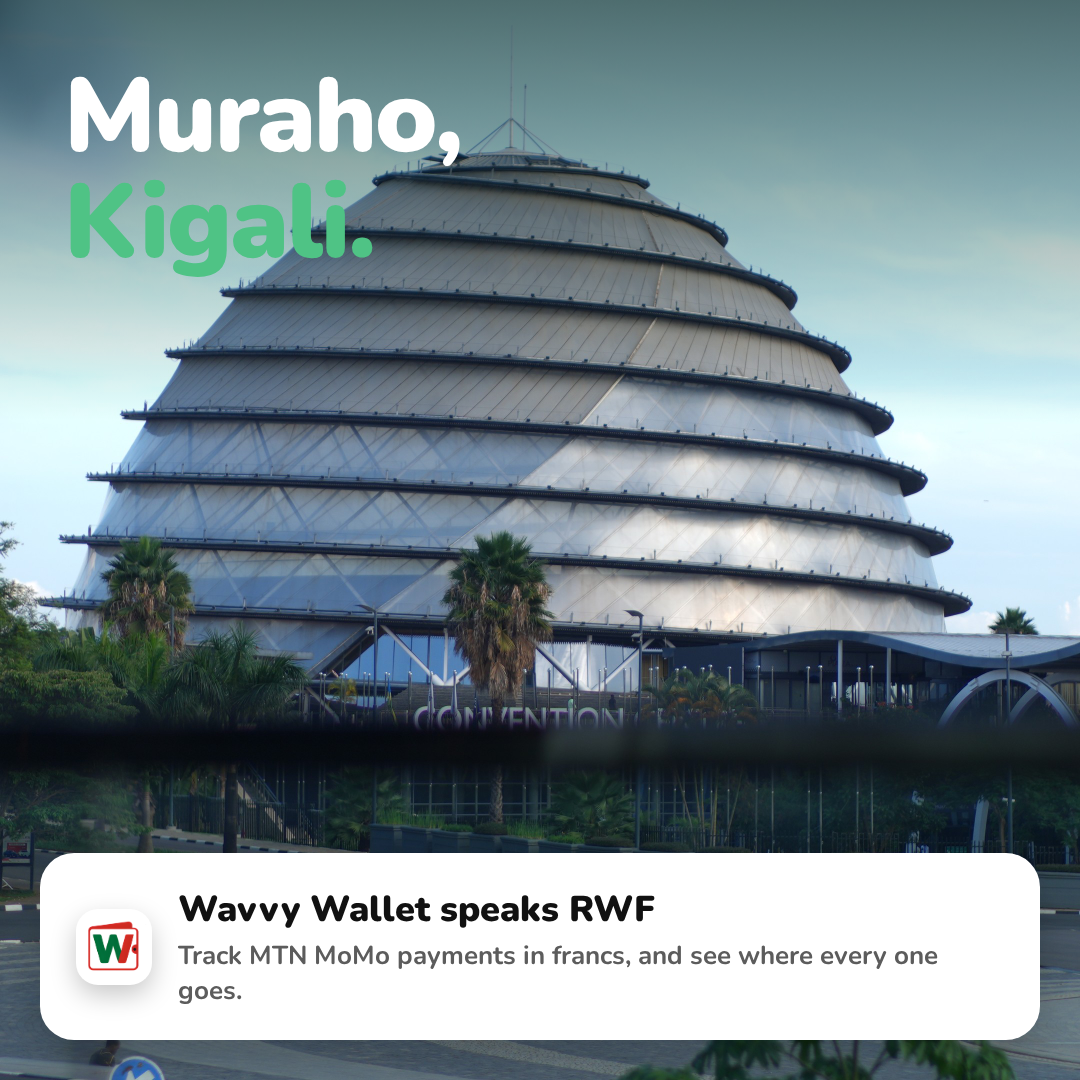 Muraho,
Kigali.
CONVENTION
W
Wavvy Wallet speaks RWF
Track MTN MoMo payments in francs, and see where every one
goes.